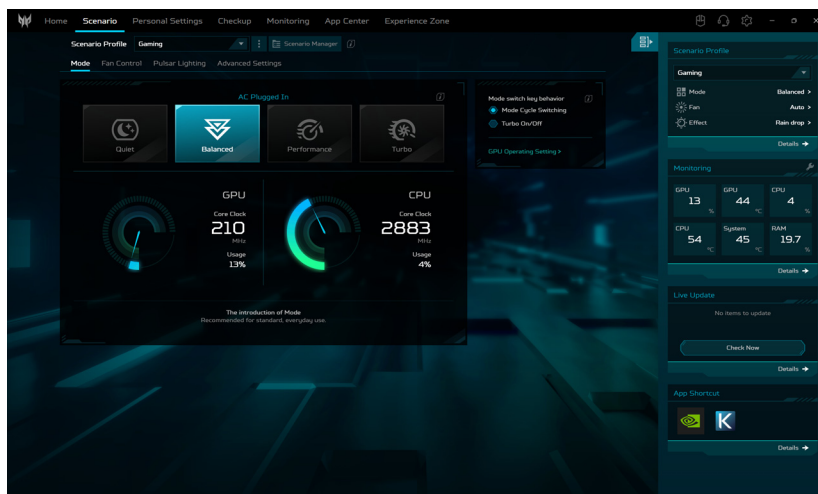 Home Scenario Personal Settings Checkup Monitoring App Center Experience Zone
Scenario Profile Gaming Scenario Manager
Mode Fan Control Pulsar Lighting Advanced Settings
AC Plugged In
Quiet
Balanced
Performance
Turbo
GPU
Core Clock
210
MHz
Usage
13%
CPU
Core Clock
2883
MHz
Usage
4%
The introduction of Mode
Recommended for standard, everyday use.
Mode switch key behavior
Mode Cycle Switching
Turbo On/Off
GPU Operating Setting >
Scenario Profile
Gaming
Mode Balanced >
Fan Auto >
Effect Rain drop >
Details
Monitoring
GPU
13
%
GPU
44
°C
CPU
4
%
CPU
54
°C
System
45
°C
RAM
19.7
%
Details
Live Update
No items to update
Check Now
Details
App Shortcut
K
Details